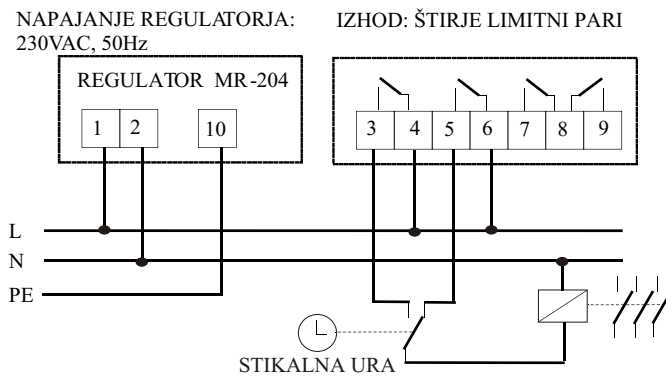 NAPAJANJE REGULATORJA:
230VAC, 50Hz
IZHOD: ŠTIRJE LIMITNI PARI
REGULATOR MR-204
1 2 10
3 4 5 6 7 8 9
L
N
PE
STIKALNA URA